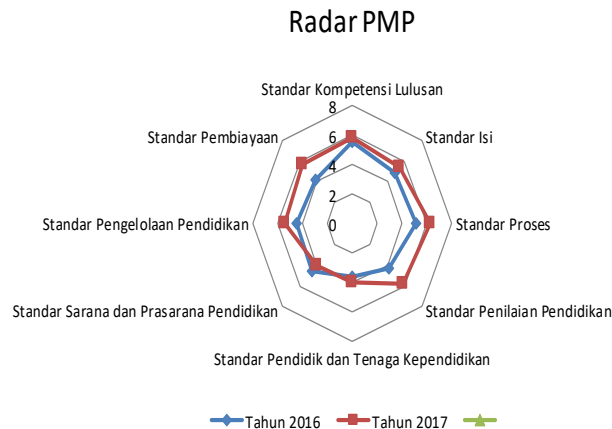 Radar PMP
Standar Kompetensi Lulusan
8
Standar Pembiayaan
6
Standar Isi
4
2
Standar Pengelolaan Pendidikan
0
Standar Proses
Standar Sarana dan Prasarana Pendidikan
Standar Penilaian Pendidikan
Standar Pendidik dan Tenaga Kependidikan
Tahun 2016
Tahun 2017